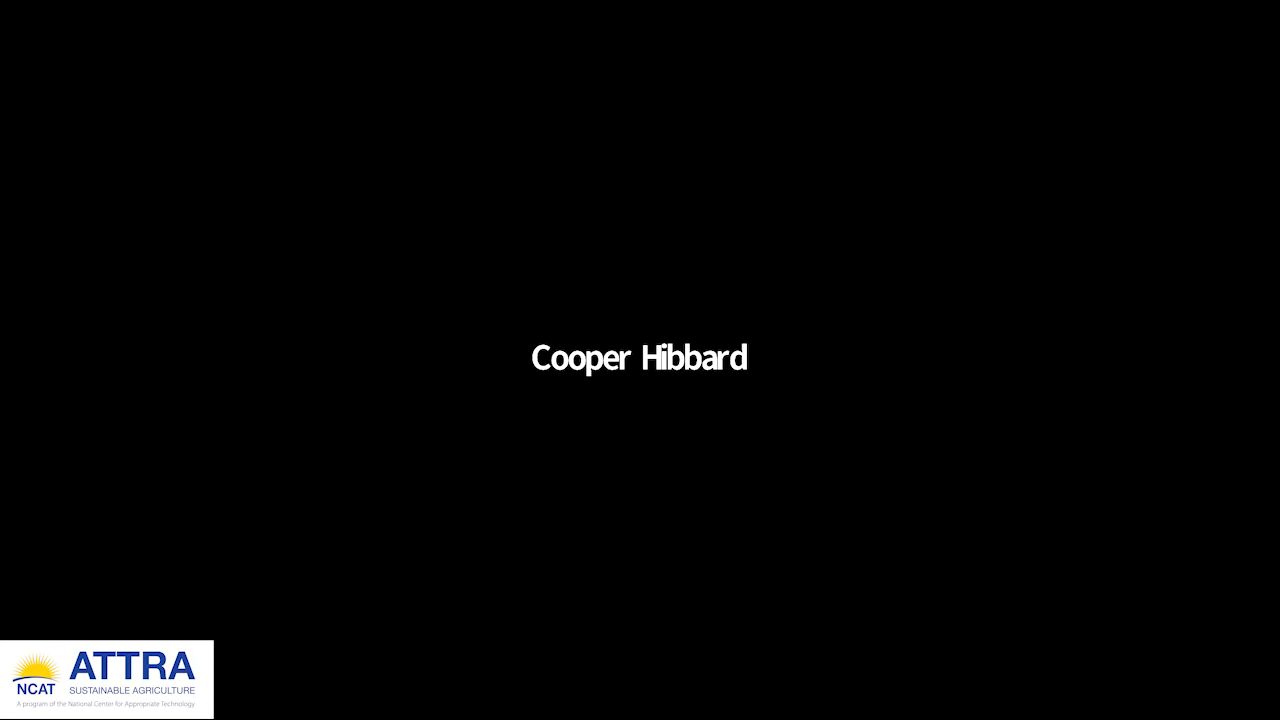 Cooper Hibbard
ATTRA
NCAT
SUSTAINABLE AGRICULTURE
A program of the National Center for Appropriate Technology